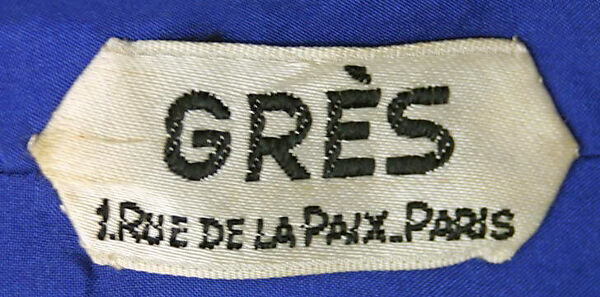 GRÈS
1.RUE DE LA PAIX_PARIS